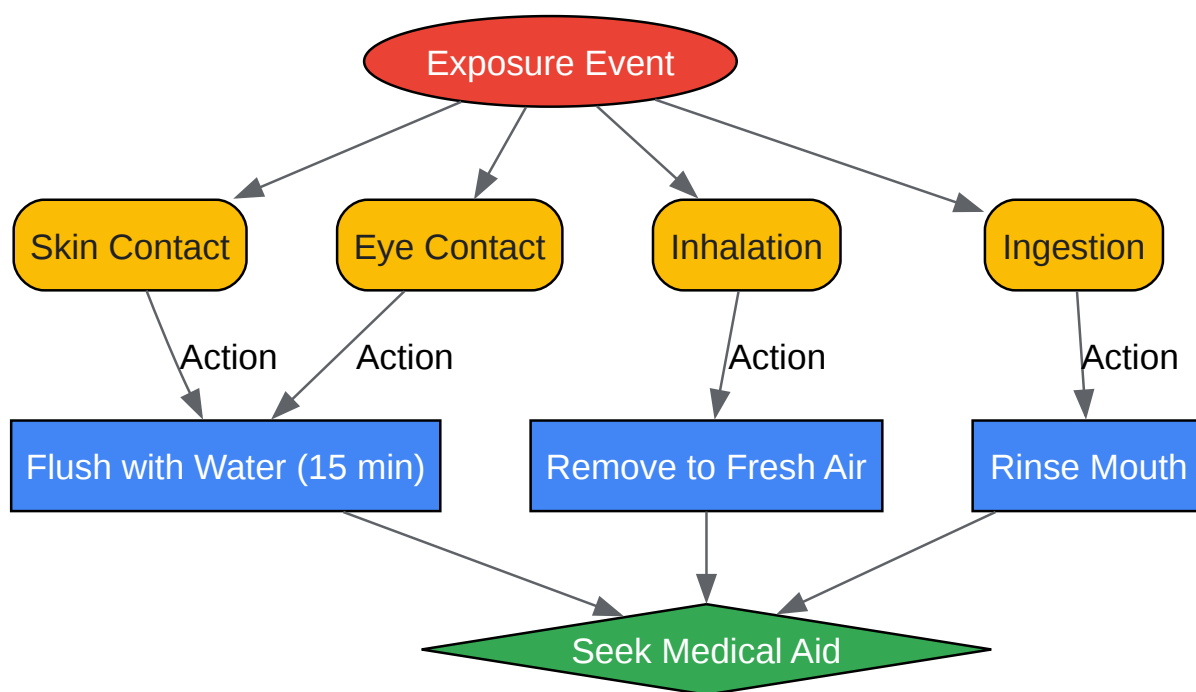 Exposure Event
Skin Contact
Eye Contact
Inhalation
Ingestion
Action
Action
Action
Action
Flush with Water (15 min)
Remove to Fresh Air
Rinse Mouth
Seek Medical Aid